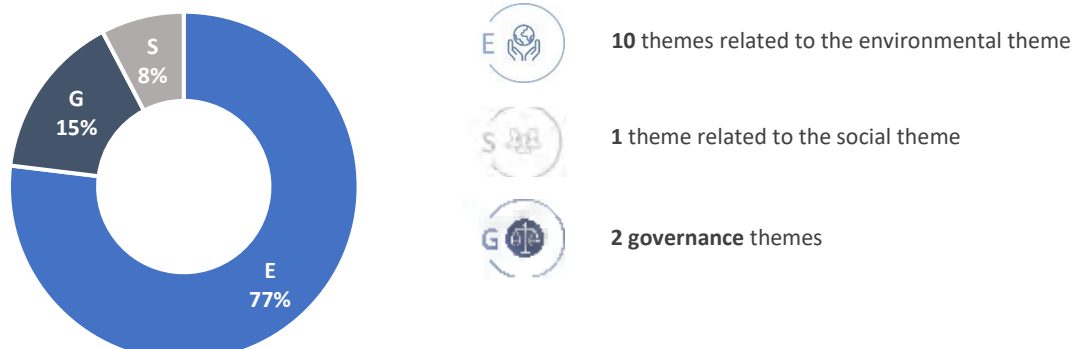 S
8%
G
15%
E
77%
E
10 themes related to the environmental theme
S
1 theme related to the social theme
G
2 governance themes